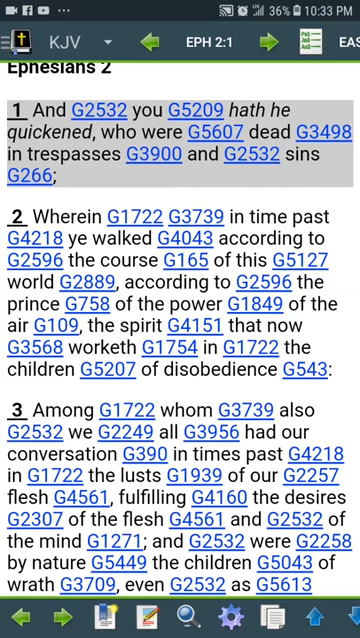 36% 10:33 PM
KJV EPH 2:1 EAS
Ephesians 2
1 And G2532 you G5209 hath he
quickened, who were G5607 dead G3498
in trespasses G3900 and G2532 sins
G266;
2 Wherein G1722 G3739 in time past
G4218 ye walked G4043 according to
G2596 the course G165 of this G5127
world G2889, according to G2596 the
prince G758 of the power G1849 of the
air G109, the spirit G4151 that now
G3568 worketh G1754 in G1722 the
children G5207 of disobedience G543:
3 Among G1722 whom G3739 also
G2532 we G2249 all G3956 had our
conversation G390 in times past G4218
in G1722 the lusts G1939 of our G2257
flesh G4561, fulfilling G4160 the desires
G2307 of the flesh G4561 and G2532 of
the mind G1271; and G2532 were G2258
by nature G5449 the children G5043 of
wrath G3709, even G2532 as G5613